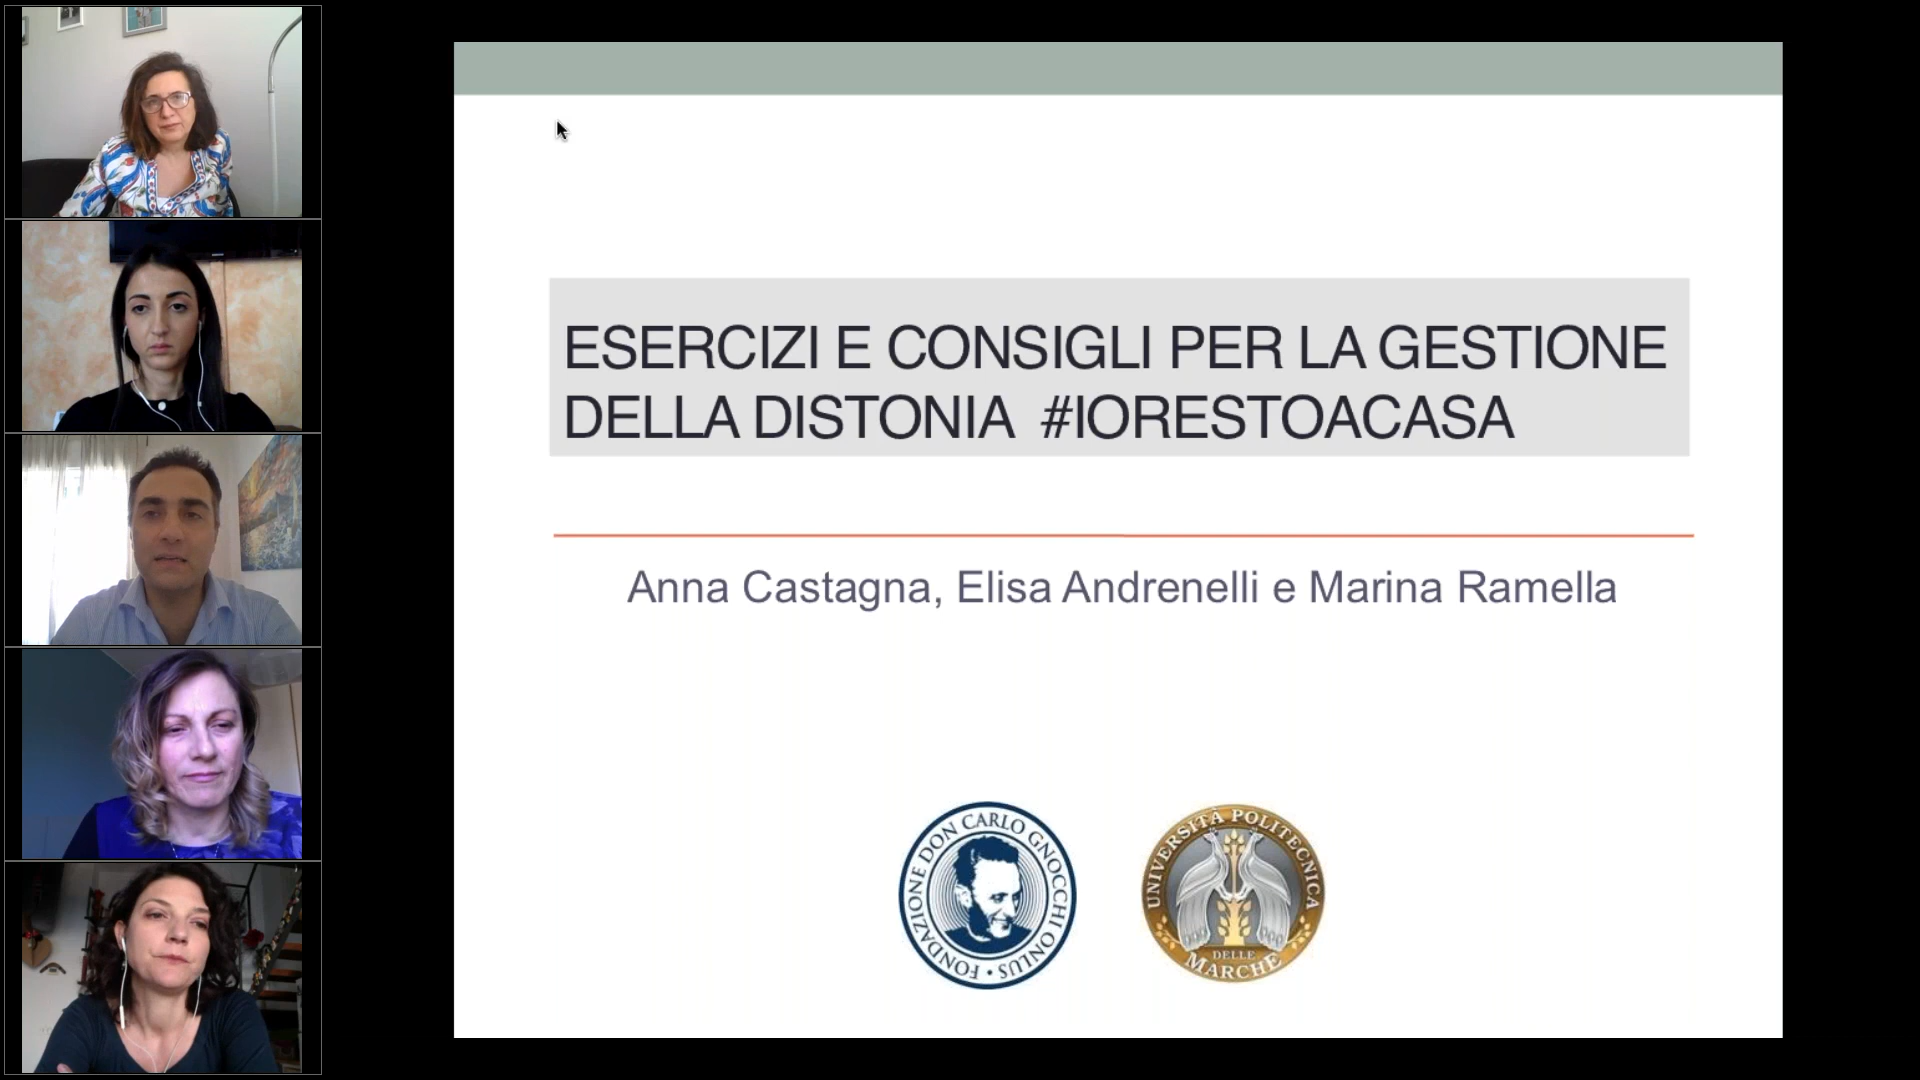 ESERCIZI E CONSIGLI PER LA GESTIONE
DELLA DISTONIA #IORESTOACASA
Anna Castagna, Elisa Andrenelli e Marina Ramella
FONDAZIONE DON CARLO GNOCCHI ONLUS •
UNIVERSITÀ POLITECNICA
DELLE
MARCHE